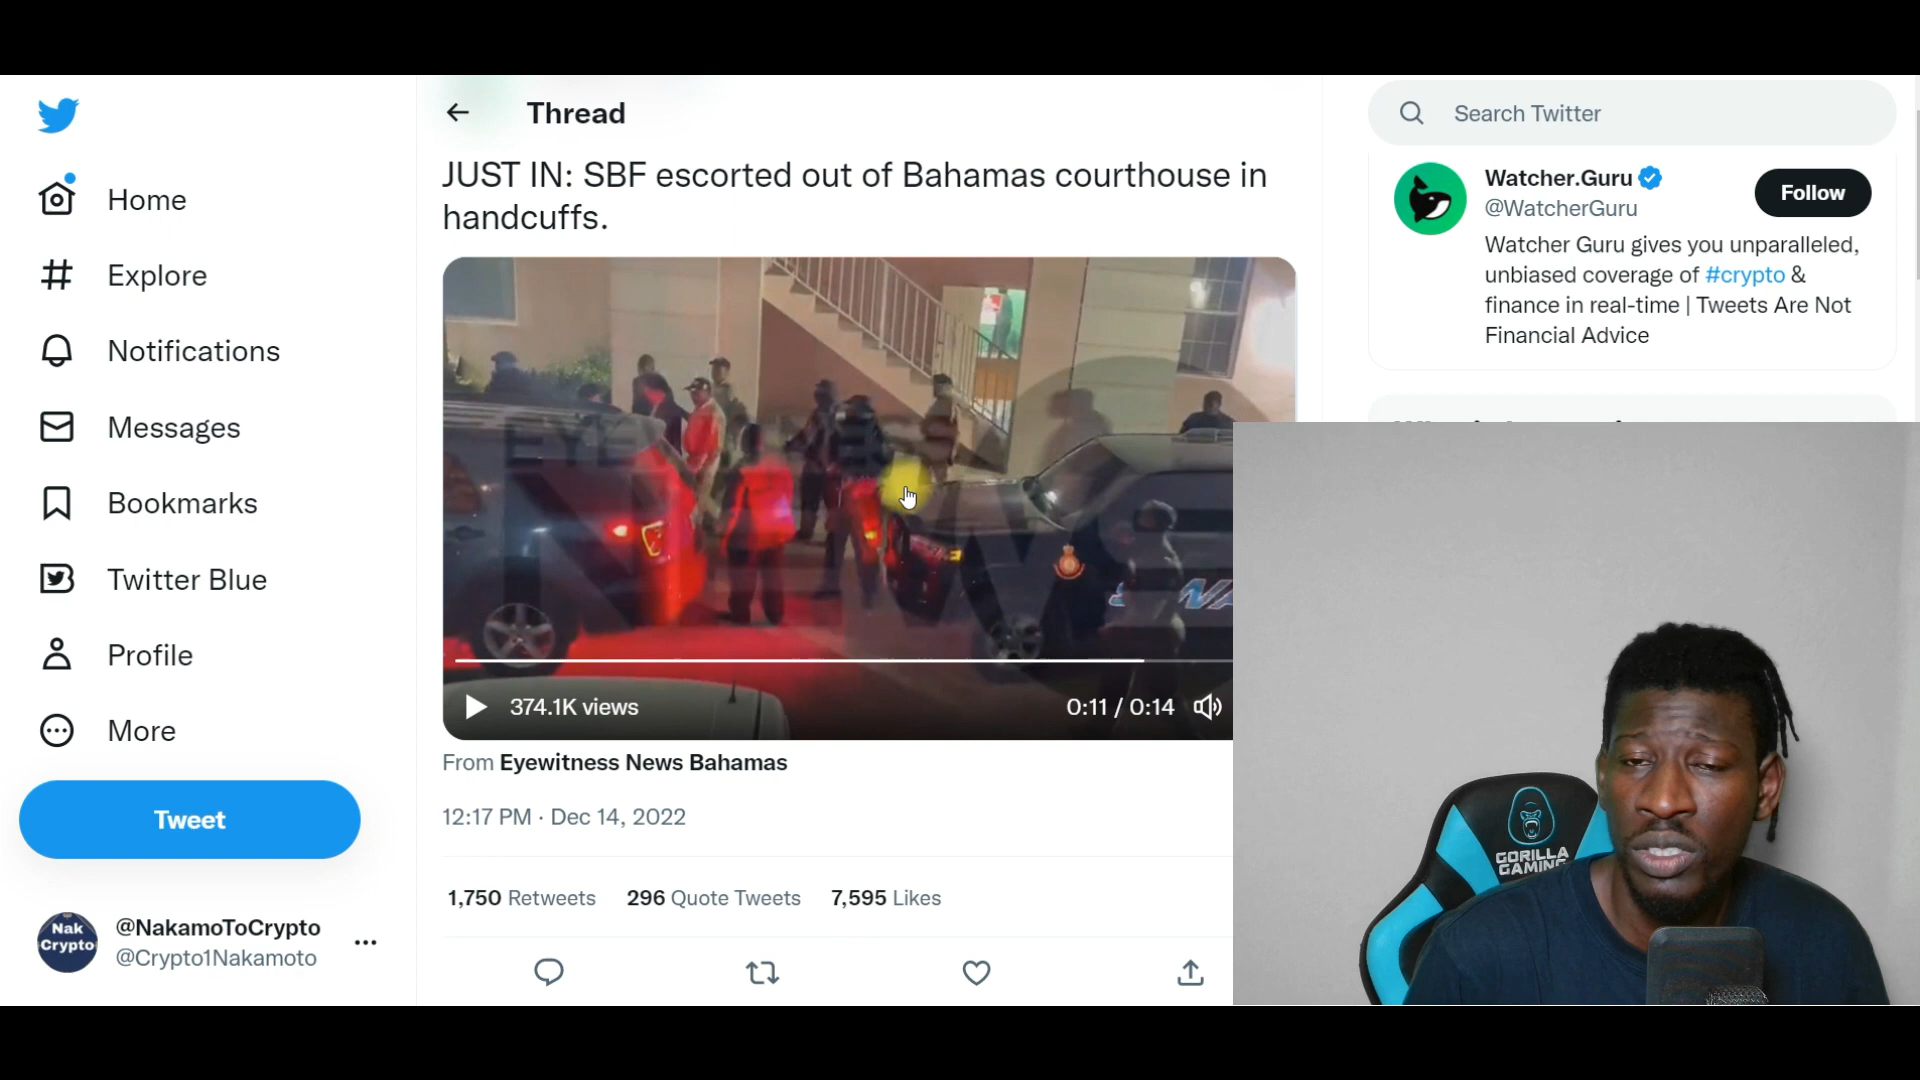 Thread
JUST IN: SBF escorted out of Bahamas courthouse in
handcuffs.
374.1K views
0:11 / 0:14
From Eyewitness News Bahamas
12:17 PM · Dec 14, 2022
1,750 Retweets 296 Quote Tweets 7,595 Likes
Home
Explore
Notifications
Messages
Bookmarks
Twitter Blue
Profile
More
Tweet
Nak
Crypto
@NakamoToCrypto
@Crypto1Nakamoto
Search Twitter
Watcher.Guru
@WatcherGuru
Follow
Watcher Guru gives you unparalleled,
unbiased coverage of #crypto &
finance in real-time | Tweets Are Not
Financial Advice
EYEWITNESS
NEWS
GORILLA
GAMING